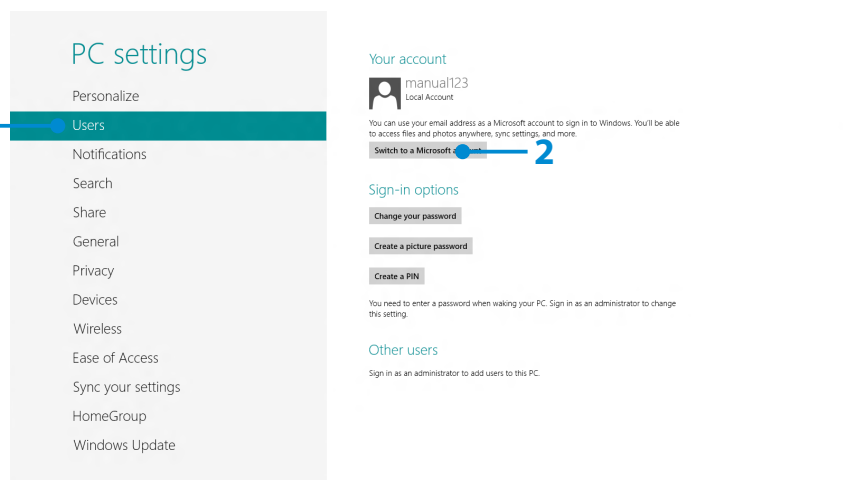 PC settings
Personalize
Users
Notifications
Search
Share
General
Privacy
Devices
Wireless
Ease of Access
Sync your settings
HomeGroup
Windows Update
Your account
manual123
Local Account
You can use your email address as a Microsoft account to sign in to Windows. You'll be able
to access files and photos anywhere, sync settings, and more.
Switch to a Microsoft account
2
Sign-in options
Change your password
Create a picture password
Create a PIN
You need to enter a password when waking your PC. Sign in as an administrator to change
this setting.
Other users
Sign in as an administrator to add users to this PC.